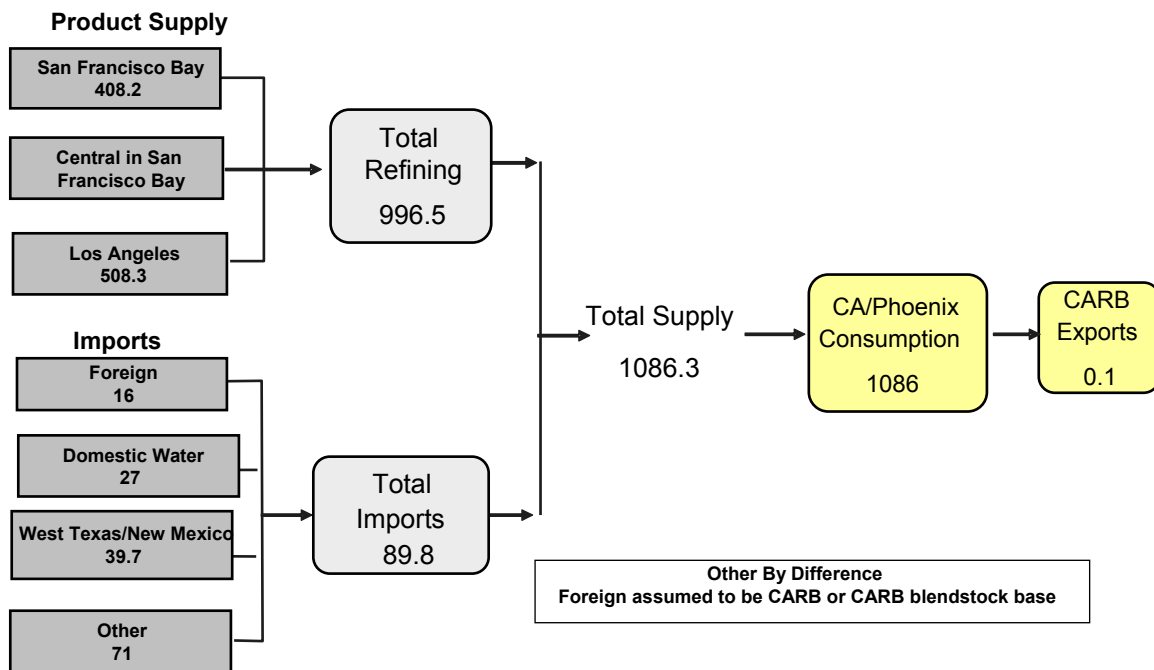 Product Supply
San Francisco Bay
408.2
Central in San
Francisco Bay
Los Angeles
508.3
Total
Refining
996.5
Imports
Foreign
16
Domestic Water
27
West Texas/New Mexico
39.7
Other
71
Total
Imports
89.8
Total Supply
1086.3
CA/Phoenix
Consumption
1086
CARB
Exports
0.1
Other By Difference
Foreign assumed to be CARB or CARB blendstock base